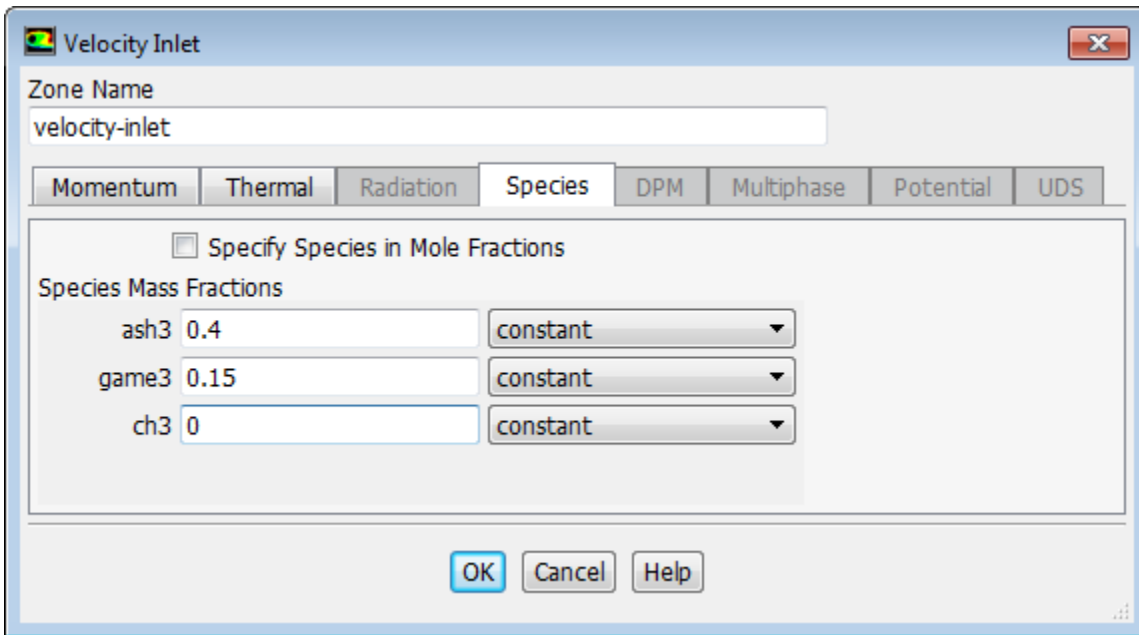 Velocity Inlet
Zone Name
velocity-inlet
Momentum Thermal Radiation Species DPM Multiphase Potential UDS
Specify Species in Mole Fractions
Species Mass Fractions
ash3 0.4 constant
game3 0.15 constant
ch3 0 constant
OK Cancel Help